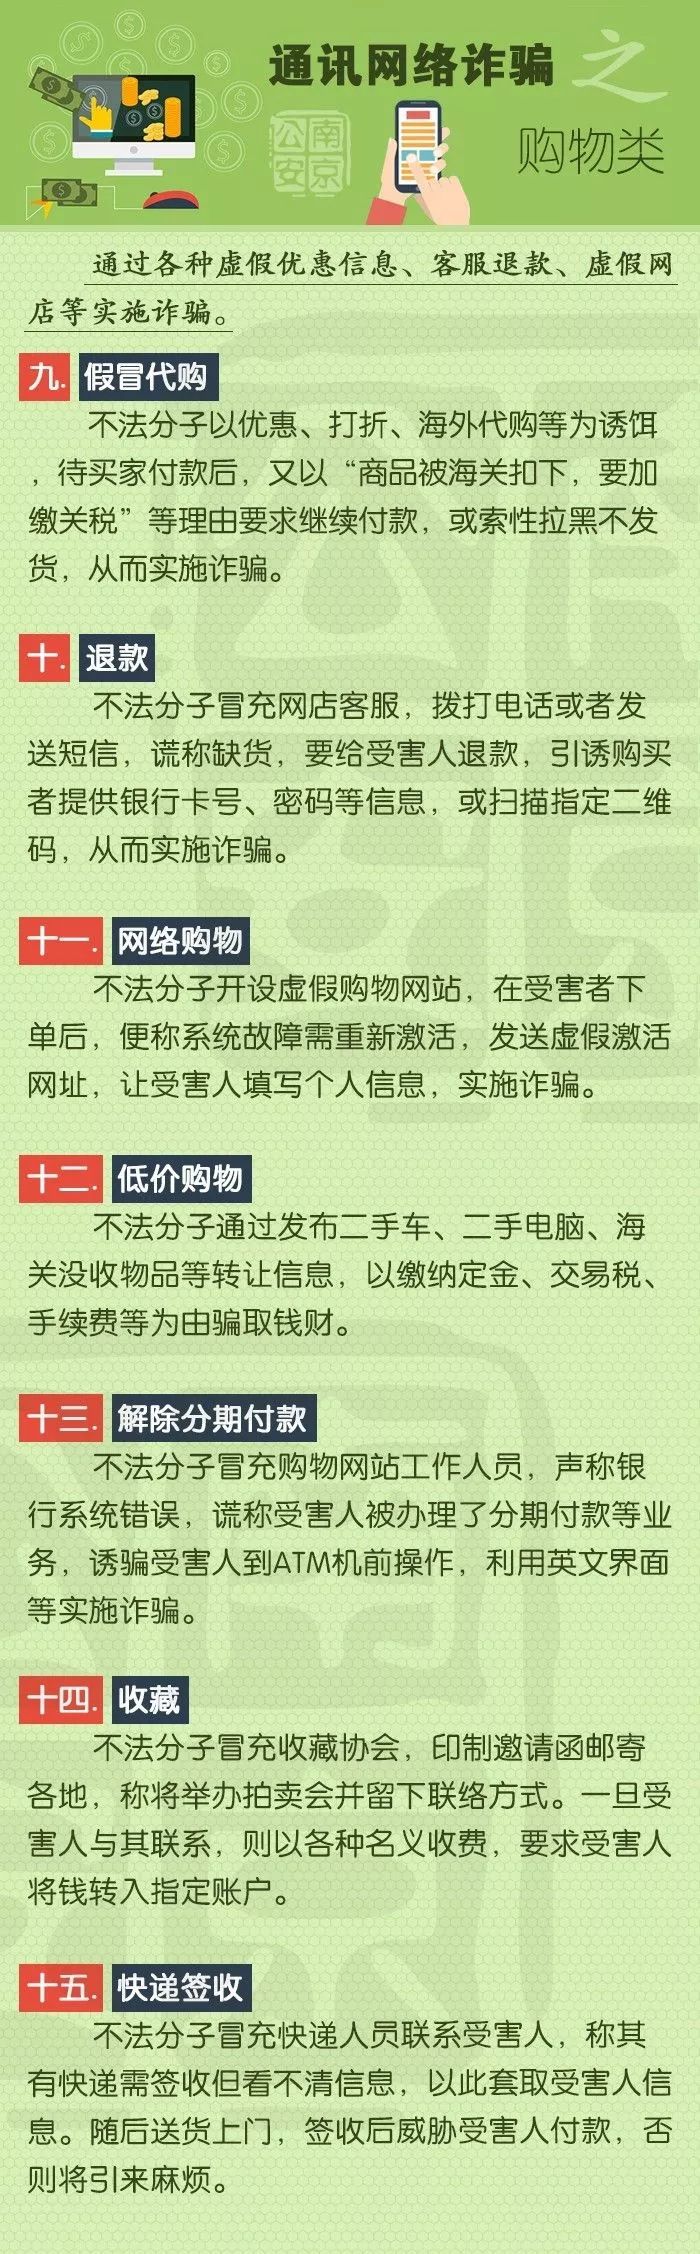 通讯网络诈骗之
购物类
南京公安
通过各种虚假优惠信息、客服退款、虚假网
店等实施诈骗。
九. 假冒代购
不法分子以优惠、打折、海外代购等为诱饵
，待买家付款后，又以“商品被海关扣下，要加
缴关税”等理由要求继续付款，或索性拉黑不发
货，从而实施诈骗。
十. 退款
不法分子冒充网店客服，拨打电话或者发
送短信，谎称缺货，要给受害人退款，引诱购买
者提供银行卡号、密码等信息，或扫描指定二维
码，从而实施诈骗。
十一. 网络购物
不法分子开设虚假购物网站，在受害者下
单后，便称系统故障需重新激活，发送虚假激活
网址，让受害人填写个人信息，实施诈骗。
十二. 低价购物
不法分子通过发布二手车、二手电脑、海
关没收物品等转让信息，以缴纳定金、交易税、
手续费等为由骗取钱财。
十三. 解除分期付款
不法分子冒充购物网站工作人员，声称银
行系统错误，谎称受害人被办理了分期付款等业
务，诱骗受害人到ATM机前操作，利用英文界面
等实施诈骗。
十四. 收藏
不法分子冒充收藏协会，印制邀请函邮寄
各地，称将举办拍卖会并留下联络方式。一旦受
害人与其联系，则以各种名义收费，要求受害人
将钱转入指定账户。
十五. 快递签收
不法分子冒充快递人员联系受害人，称其
有快递需签收但看不清信息，以此套取受害人信
息。随后送货上门，签收后威胁受害人付款，否
则将引来麻烦。